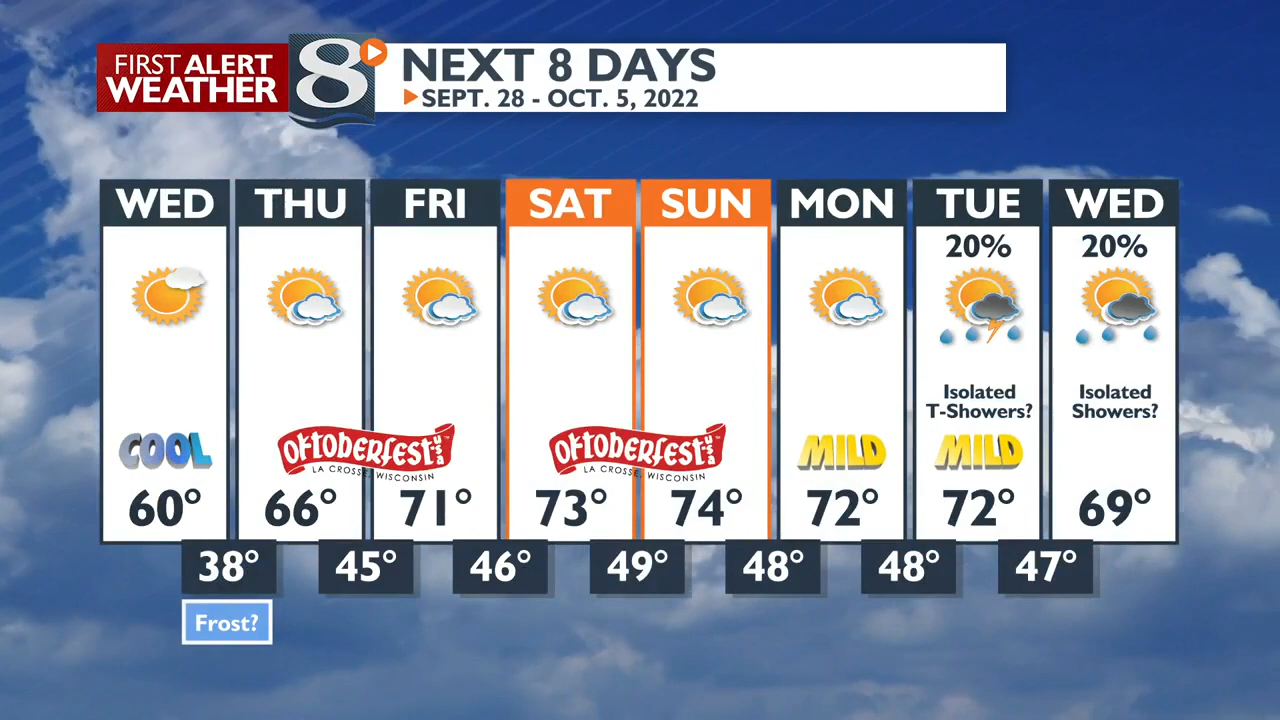 FIRST ALERT
WEATHER
8
NEXT 8 DAYS
SEPT. 28 - OCT. 5, 2022
WED THU FRI SAT SUN MON TUE WED
20% 20%
Isolated
T-Showers?
Isolated
Showers?
COOL
OKTOBERFEST USA™
LA CROSSE, WISCONSIN
OKTOBERFEST USA™
LA CROSSE, WISCONSIN
MILD
MILD
60° 66° 71° 73° 74° 72° 72° 69°
38° 45° 46° 49° 48° 48° 47°
Frost?